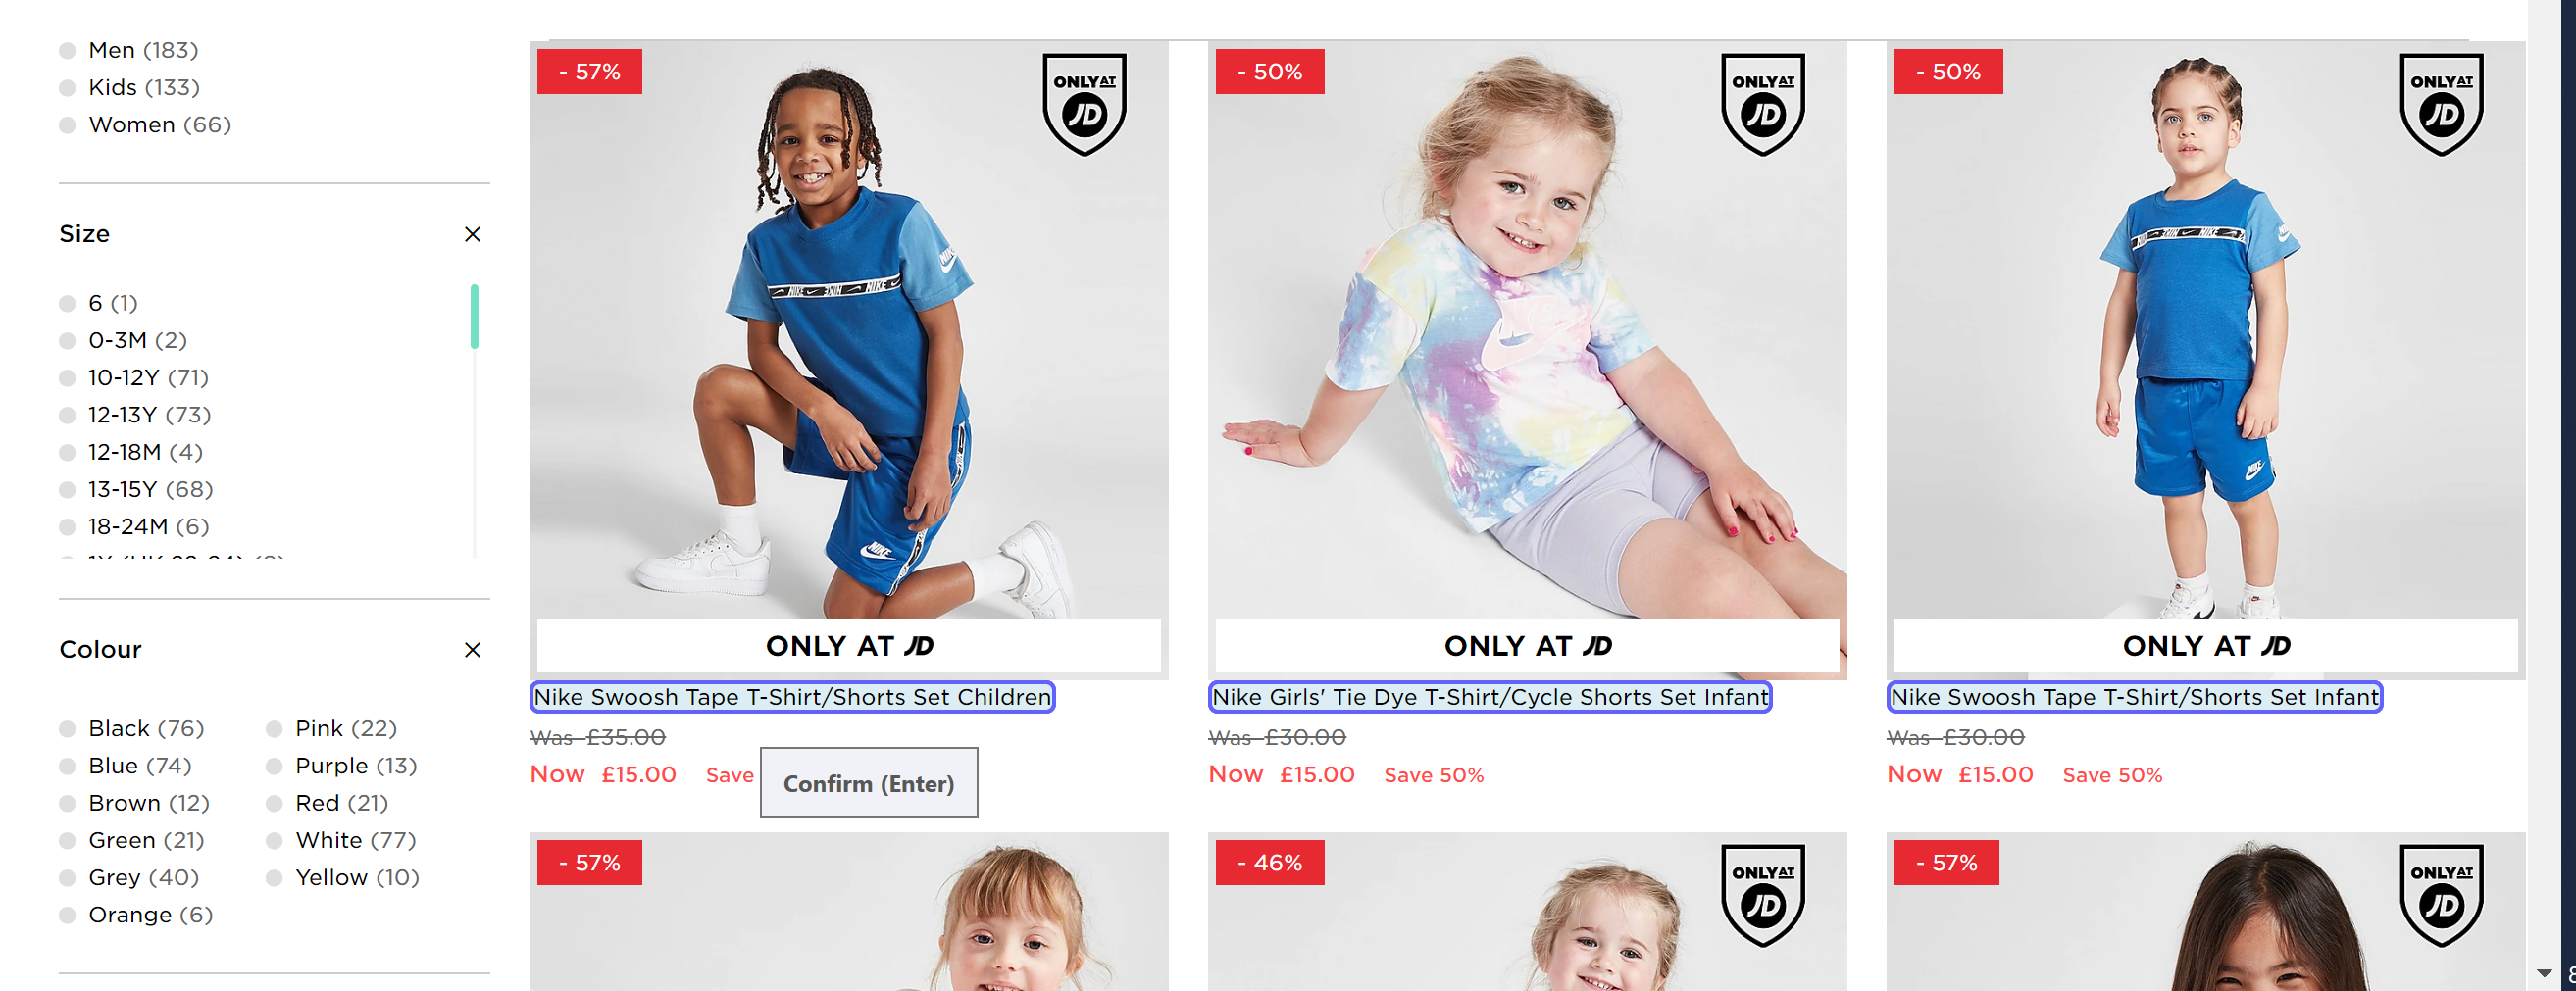 Men (183)
Kids (133)
Women (66)
Size
6 (1)
0-3M (2)
10-12Y (71)
12-13Y (73)
12-18M (4)
13-15Y (68)
18-24M (6)
Colour
Black (76)
Pink (22)
Blue (74)
Purple (13)
Brown (12)
Red (21)
Green (21)
White (77)
Grey (40)
Yellow (10)
Orange (6)
- 57%
ONLY AT
JD
NIKE
NIKE
ONLY AT JD
Nike Swoosh Tape T-Shirt/Shorts Set Children
Was £35.00
Now £15.00 Save
Confirm (Enter)
- 50%
ONLY AT
JD
ONLY AT JD
Nike Girls' Tie Dye T-Shirt/Cycle Shorts Set Infant
Was £30.00
Now £15.00 Save 50%
- 50%
ONLY AT
JD
NIKE
ONLY AT JD
Nike Swoosh Tape T-Shirt/Shorts Set Infant
Was £30.00
Now £15.00 Save 50%
- 57%
- 46%
ONLY AT
JD
- 57%
ONLY AT
JD